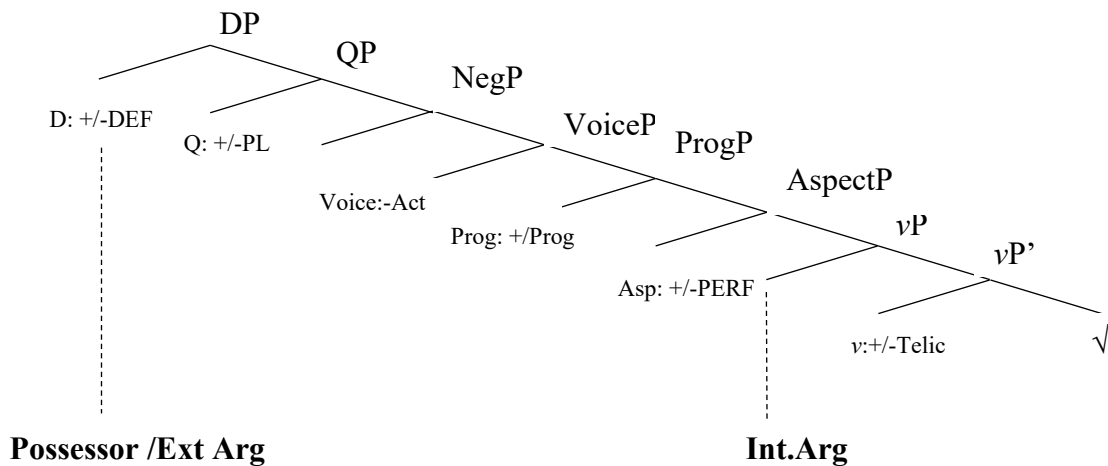 DP
QP
NegP
D: +/-DEF
VoiceP
Q: +/-PL
ProgP
AspectP
Voice:-Act
vP
Prog: +/Prog
vP’
Asp: +/-PERF
v:+/-Telic
√
Possessor /Ext Arg
Int.Arg